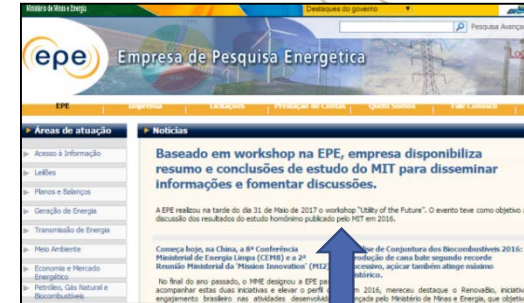 Ministério de Minas e Energia
Destaques do governo
Pesquisa Avança
epe
Empresa de Pesquisa Energética
Log
EPE
Imprensa
Licitações
Prestação de Contas
Quem Somos
Fale Conosco
Áreas de atuação
Notícias
Acesso à Informação
Leilões
Planos e Balanços
Geração de Energia
Transmissão de Energia
Meio Ambiente
Economia e Mercado
Energético
Petróleo, Gás Natural e
Biocombustíveis
Baseado em workshop na EPE, empresa disponibiliza
resumo e conclusões de estudo do MIT para disseminar
informações e fomentar discussões.
A EPE realizou na tarde do dia 31 de Maio de 2017 o workshop "Utility of the Future". O evento teve como objetivo a
discussão dos resultados do estudo homônimo publicado pelo MIT em 2016.
Começa hoje, na China, a 8ª Conferência
Ministerial de Energia Limpa (CEM8) e a 2ª
Reunião Ministerial da 'Mission Innovation' (MI2)
No final do ano passado, o MME designou a EPE pa
acompanhar estas duas iniciativas e elevar o perfil d
engajamento brasileiro nas atividades desenvolvid
lise de Conjuntura dos Biocombustíveis 2016:
rodução de cana bate segundo recorde
cessivo, açúcar também atinge máximo
stórico.
2016, mereceu destaque o RenovaBio, iniciativ
nçada pelo Ministério de Minas e Energia, que objet